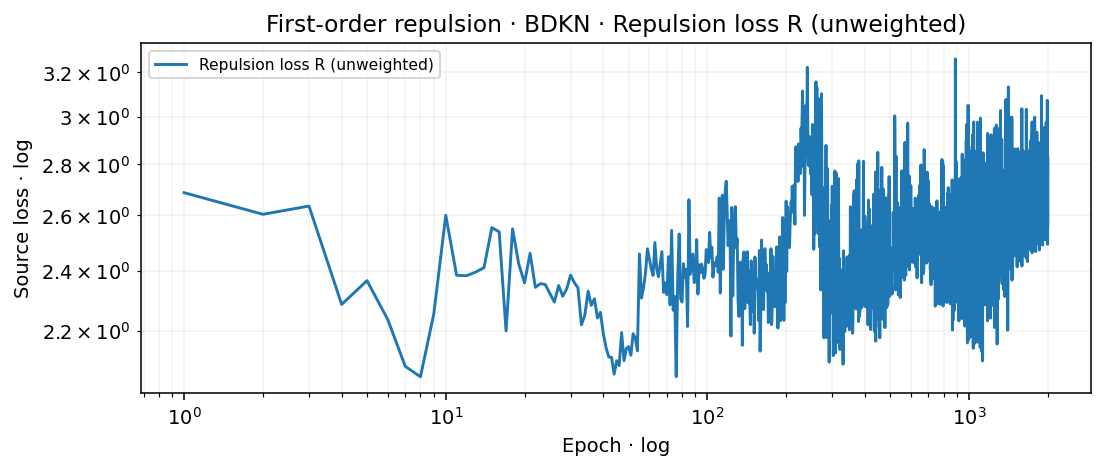 First-order repulsion · BDKN · Repulsion loss R (unweighted)
Repulsion loss R (unweighted)
Source loss · log
3.2 × 10⁰
3 × 10⁰
2.8 × 10⁰
2.6 × 10⁰
2.4 × 10⁰
2.2 × 10⁰
10⁰ 10¹ 10² 10³
Epoch · log